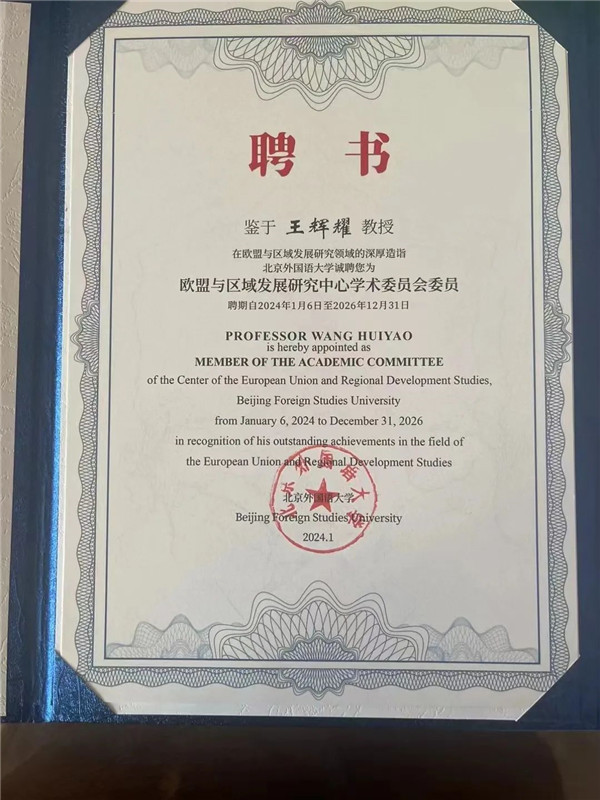 聘 书
鉴于 王辉耀 教授
在欧盟与区域发展研究领域的深厚造诣
北京外国语大学诚聘您为
欧盟与区域发展研究中心学术委员会委员
聘期自2024年1月6日至2026年12月31日
PROFESSOR WANG HUIYAO
is hereby appointed as
MEMBER OF THE ACADEMIC COMMITTEE
of the Center of the European Union and Regional Development Studies,
Beijing Foreign Studies University
from January 6, 2024 to December 31, 2026
in recognition of his outstanding achievements in the field of
the European Union and Regional Development Studies
北京外国语大学
北京外国语大学
Beijing Foreign Studies University
2024.1